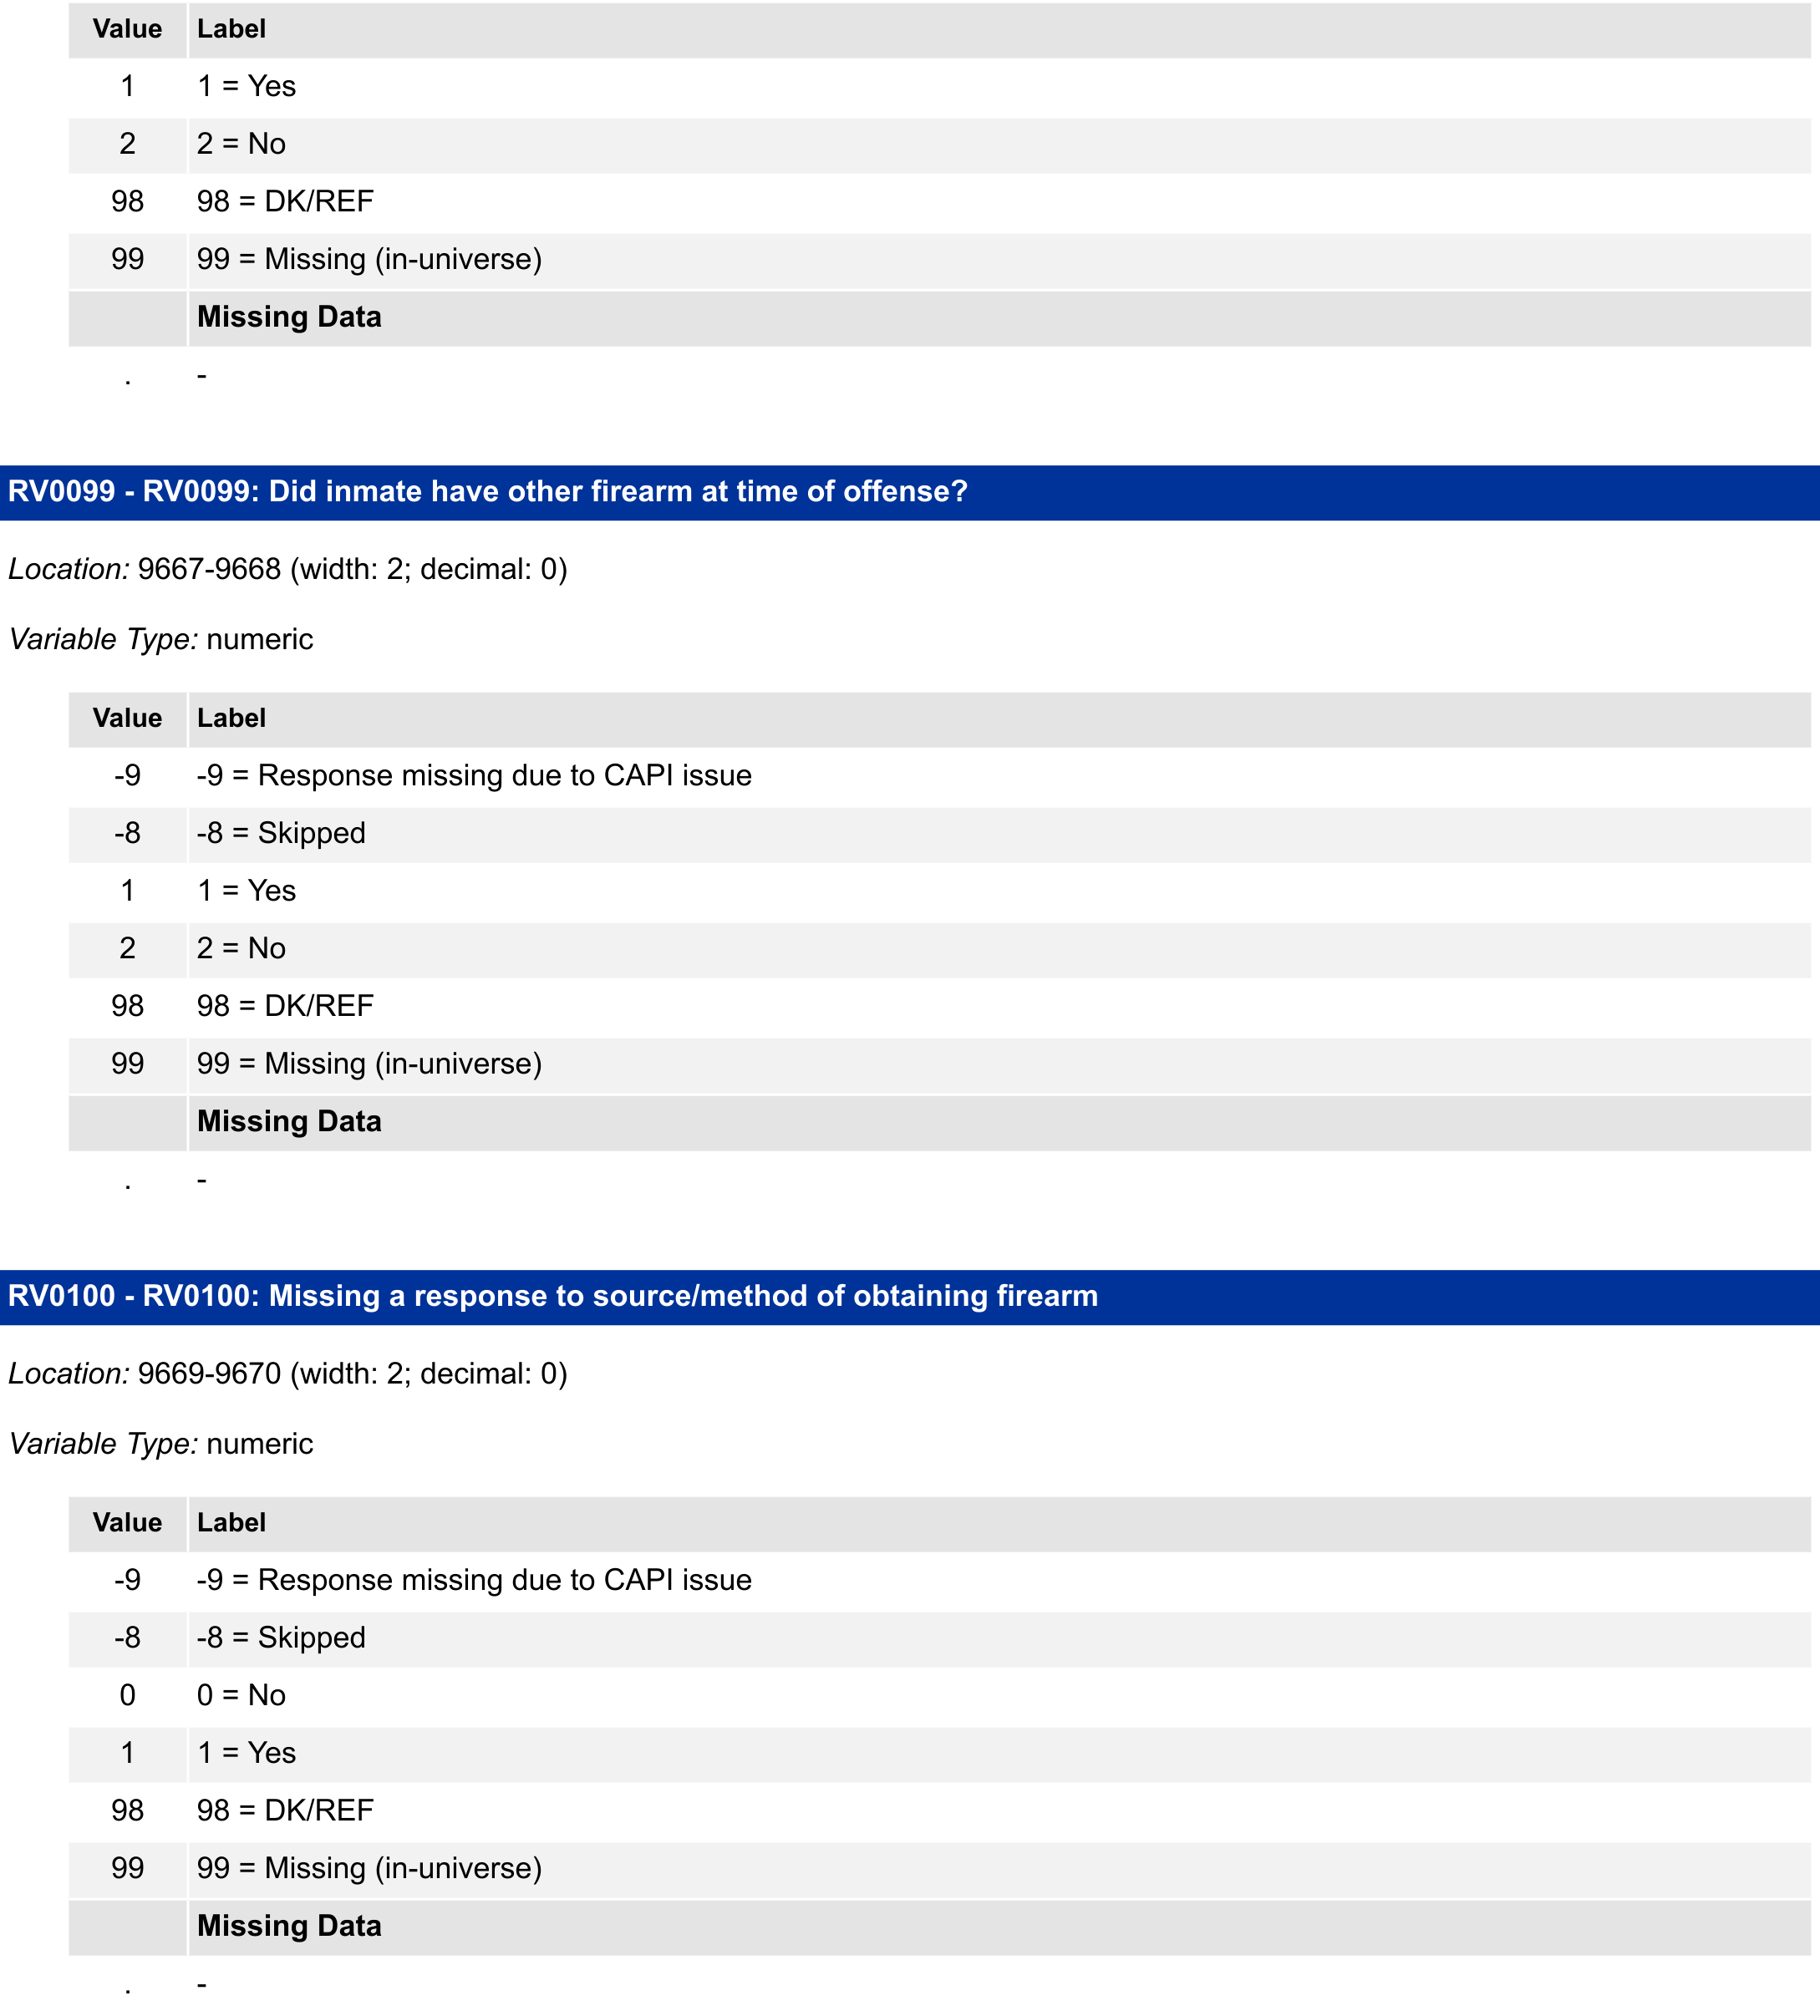 Value Label
1 1 = Yes
2 2 = No
98 98 = DK/REF
99 99 = Missing (in-universe)
Missing Data
. -
RV0099 - RV0099: Did inmate have other firearm at time of offense?
Location: 9667-9668 (width: 2; decimal: 0)
Variable Type: numeric
Value Label
-9 -9 = Response missing due to CAPI issue
-8 -8 = Skipped
1 1 = Yes
2 2 = No
98 98 = DK/REF
99 99 = Missing (in-universe)
Missing Data
. -
RV0100 - RV0100: Missing a response to source/method of obtaining firearm
Location: 9669-9670 (width: 2; decimal: 0)
Variable Type: numeric
Value Label
-9 -9 = Response missing due to CAPI issue
-8 -8 = Skipped
0 0 = No
1 1 = Yes
98 98 = DK/REF
99 99 = Missing (in-universe)
Missing Data
. -